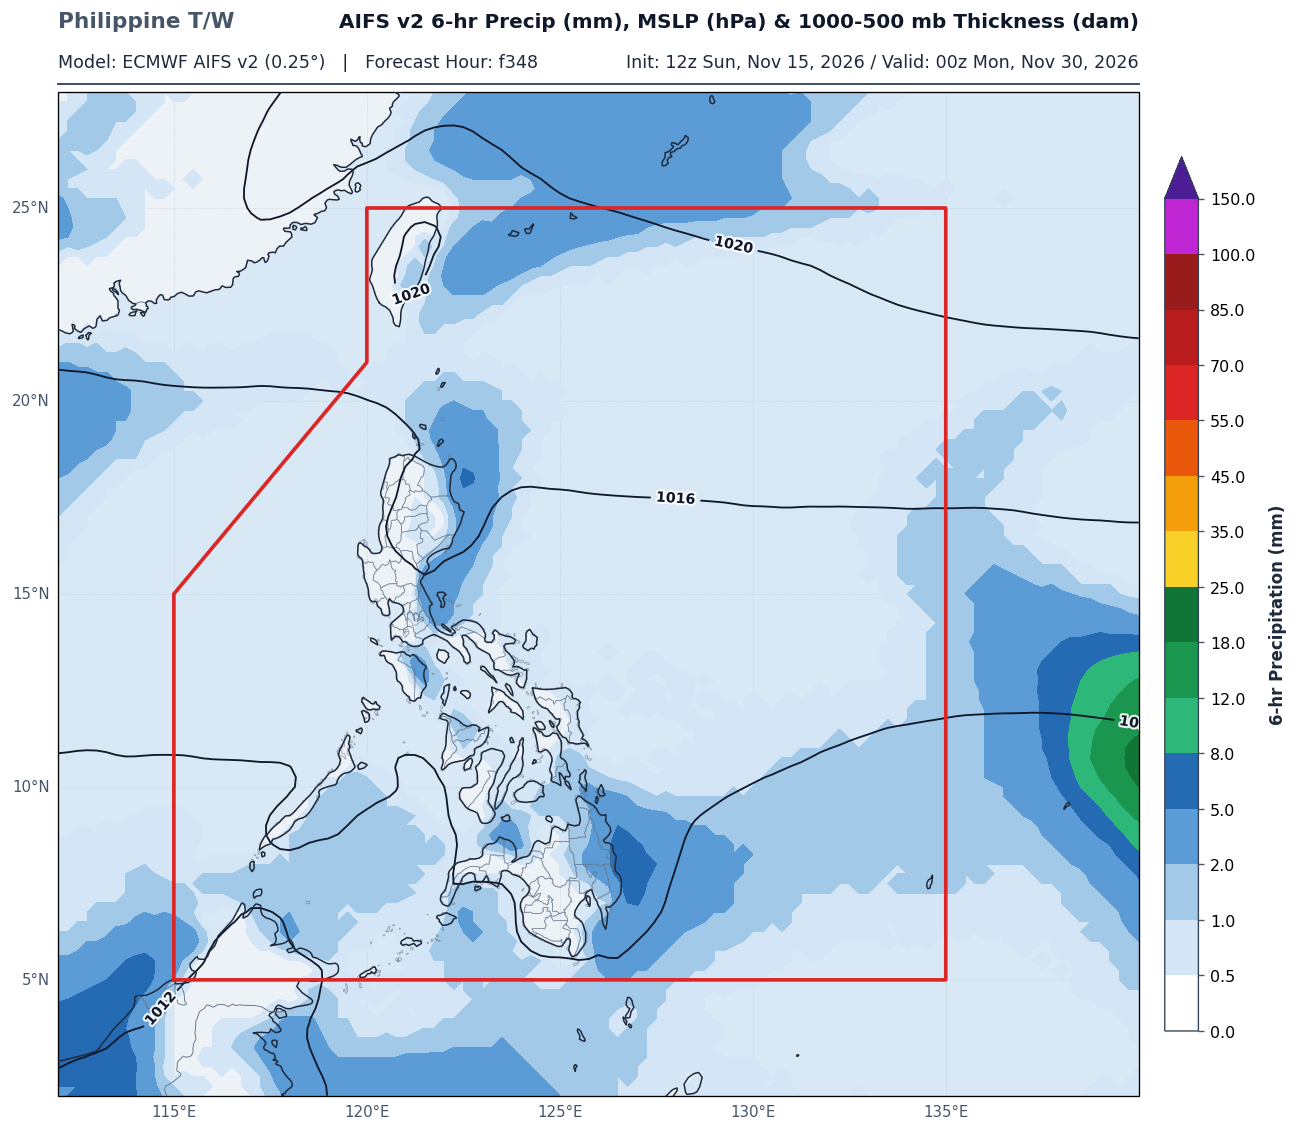 Philippine T/W
AIFS v2 6-hr Precip (mm), MSLP (hPa) & 1000-500 mb Thickness (dam)
Model: ECMWF AIFS v2 (0.25°) | Forecast Hour: f348
Init: 12z Sun, Nov 15, 2026 / Valid: 00z Mon, Nov 30, 2026
25°N
20°N
15°N
10°N
5°N
115°E
120°E
125°E
130°E
135°E
1020
1020
1016
10
1012
150.0
100.0
85.0
70.0
55.0
45.0
35.0
25.0
18.0
12.0
8.0
5.0
2.0
1.0
0.5
0.0
6-hr Precipitation (mm)